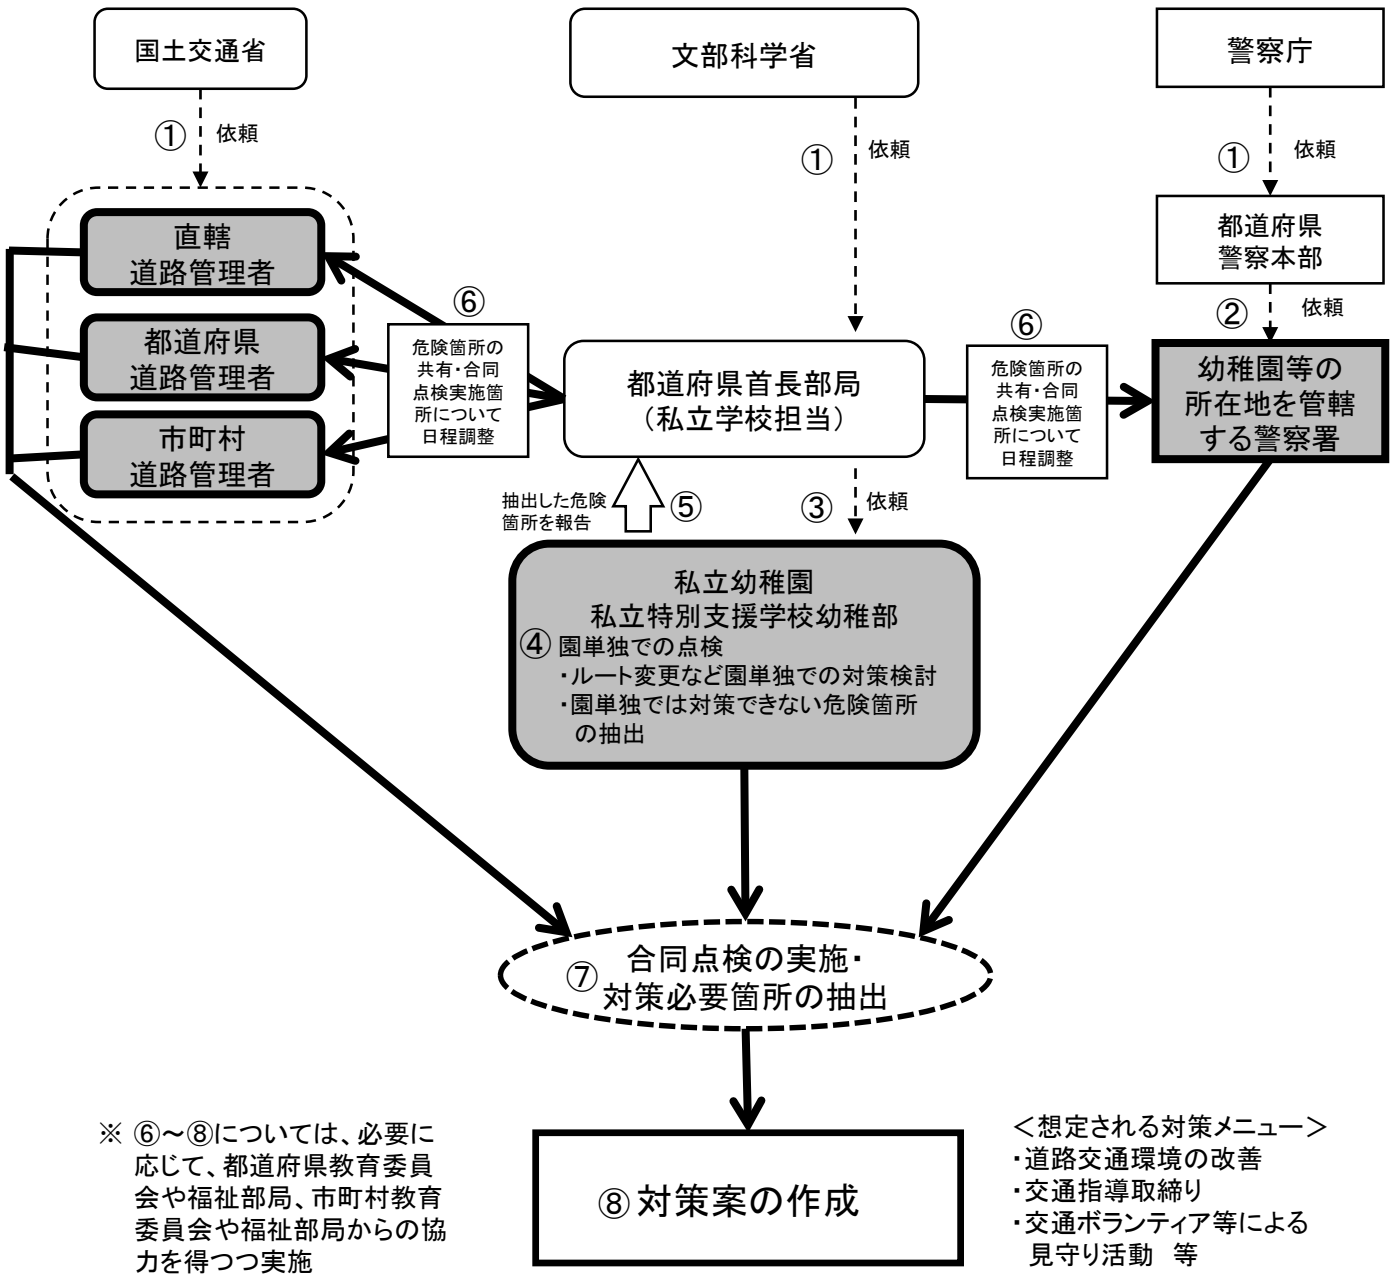 国土交通省
文部科学省
警察庁
①
依頼
①
依頼
①
依頼
直轄
道路管理者
都道府県
道路管理者
市町村
道路管理者
都道府県
警察本部
②
依頼
⑥
危険箇所の
共有・合同
点検実施箇
所について
日程調整
都道府県首長部局
（私立学校担当）
⑥
危険箇所の
共有・合同
点検実施箇
所について
日程調整
幼稚園等の
所在地を管轄
する警察署
抽出した危険
箇所を報告
⑤
③
依頼
私立幼稚園
私立特別支援学校幼稚部
④園単独での点検
・ルート変更など園単独での対策検討
・園単独では対策できない危険箇所
の抽出
⑦
合同点検の実施・
対策必要箇所の抽出
⑧対策案の作成
※ ⑥～⑧については、必要に
応じて、都道府県教育委員
会や福祉部局、市町村教育
委員会や福祉部局からの協
力を得つつ実施
＜想定される対策メニュー＞
・道路交通環境の改善
・交通指導取締り
・交通ボランティア等による
見守り活動　等